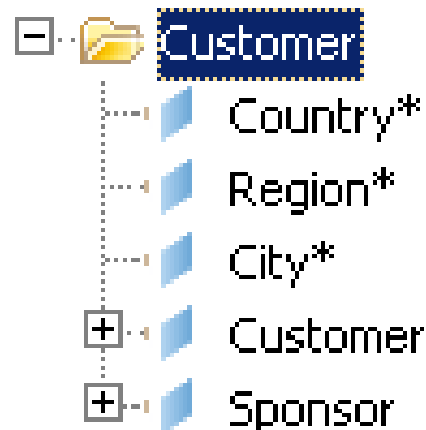 Customer
Country*
Region*
City*
Customer
Sponsor